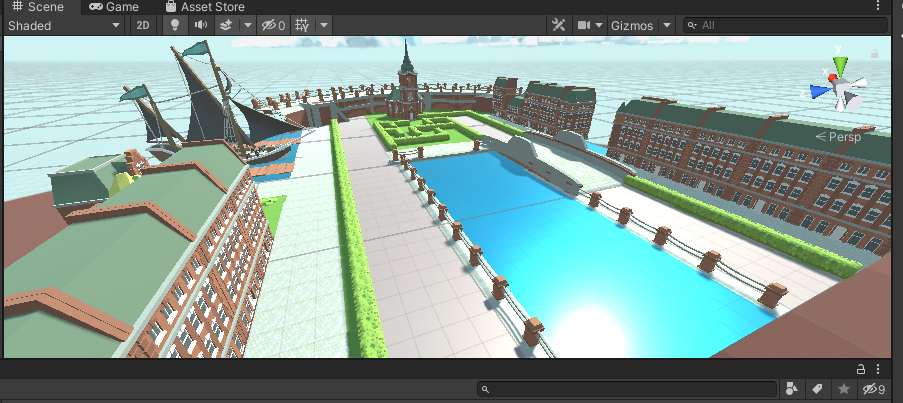 Scene Game Asset Store
Shaded 2D 0 Gizmos All
y
x
z
Persp
9